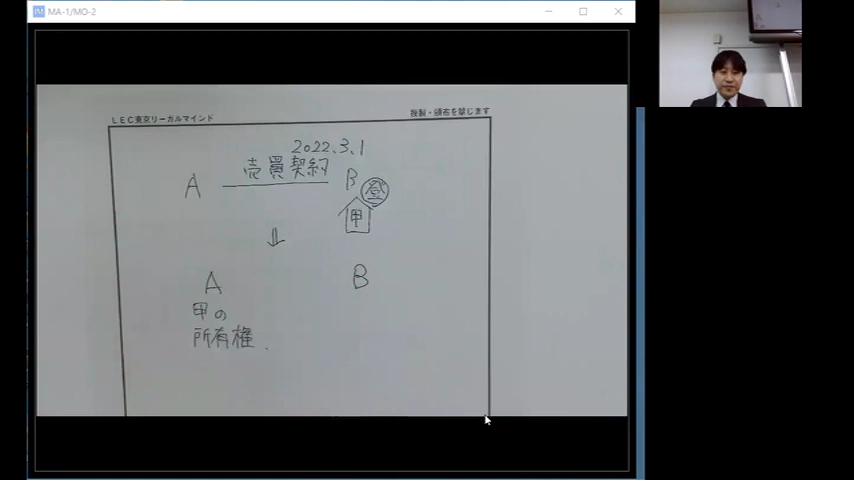 MA-1/MO-2
LEC東京リーガルマインド
複製・頒布を禁じます
2022.3.1
売買契約
A
B
登
甲
⇓
A
B
甲の
所有権.